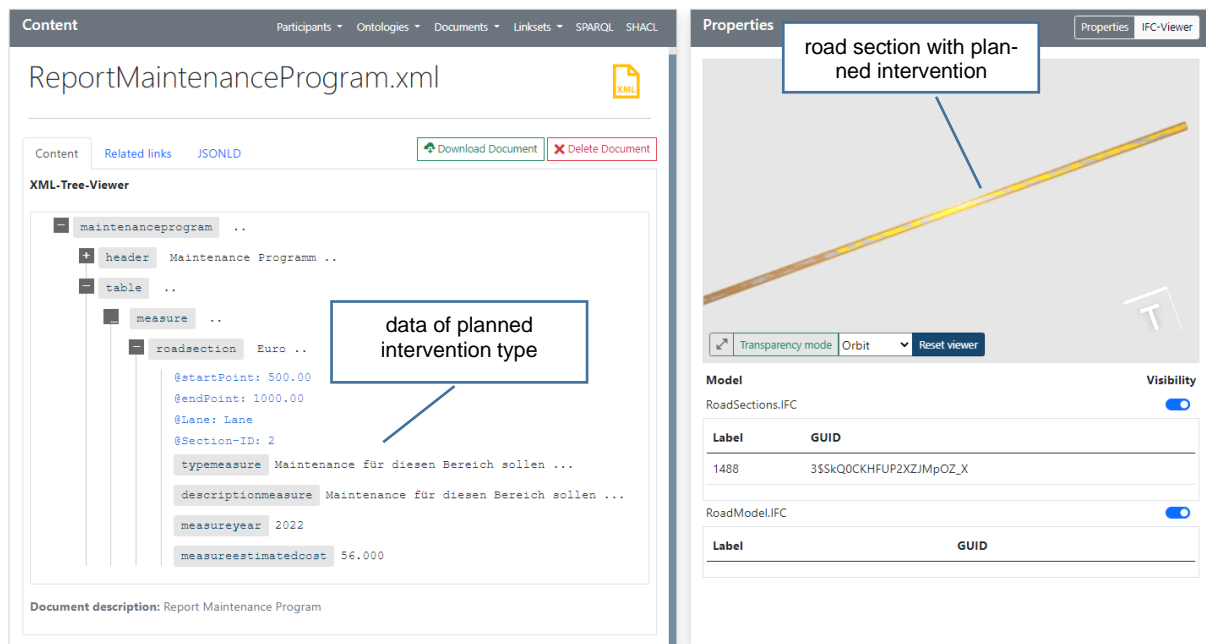 Content
Participants Ontologies Documents Linksets SPARQL SHACL
ReportMaintenanceProgram.xml
XML
Content Related links JSONLD
Download Document Delete Document
XML-Tree-Viewer
maintenanceprogram ..
header Maintenance Programm ..
table ..
measure ..
roadsection Euro ..
@startPoint: 500.00
@endPoint: 1000.00
@Lane: Lane
@Section-ID: 2
typemeasure Maintenance für diesen Bereich sollen ...
descriptionmeasure Maintenance für diesen Bereich sollen ...
measureyear 2022
measureestimatedcost 56.000
data of planned
intervention type
Document description: Report Maintenance Program
Properties
Properties IFC-Viewer
road section with plan-
ned intervention
T
Transparency mode Orbit Reset viewer
Model Visibility
RoadSections.IFC
Label GUID
1488 3$SkQ0CKHFUP2XZJMpOZ_X
RoadModel.IFC
Label GUID